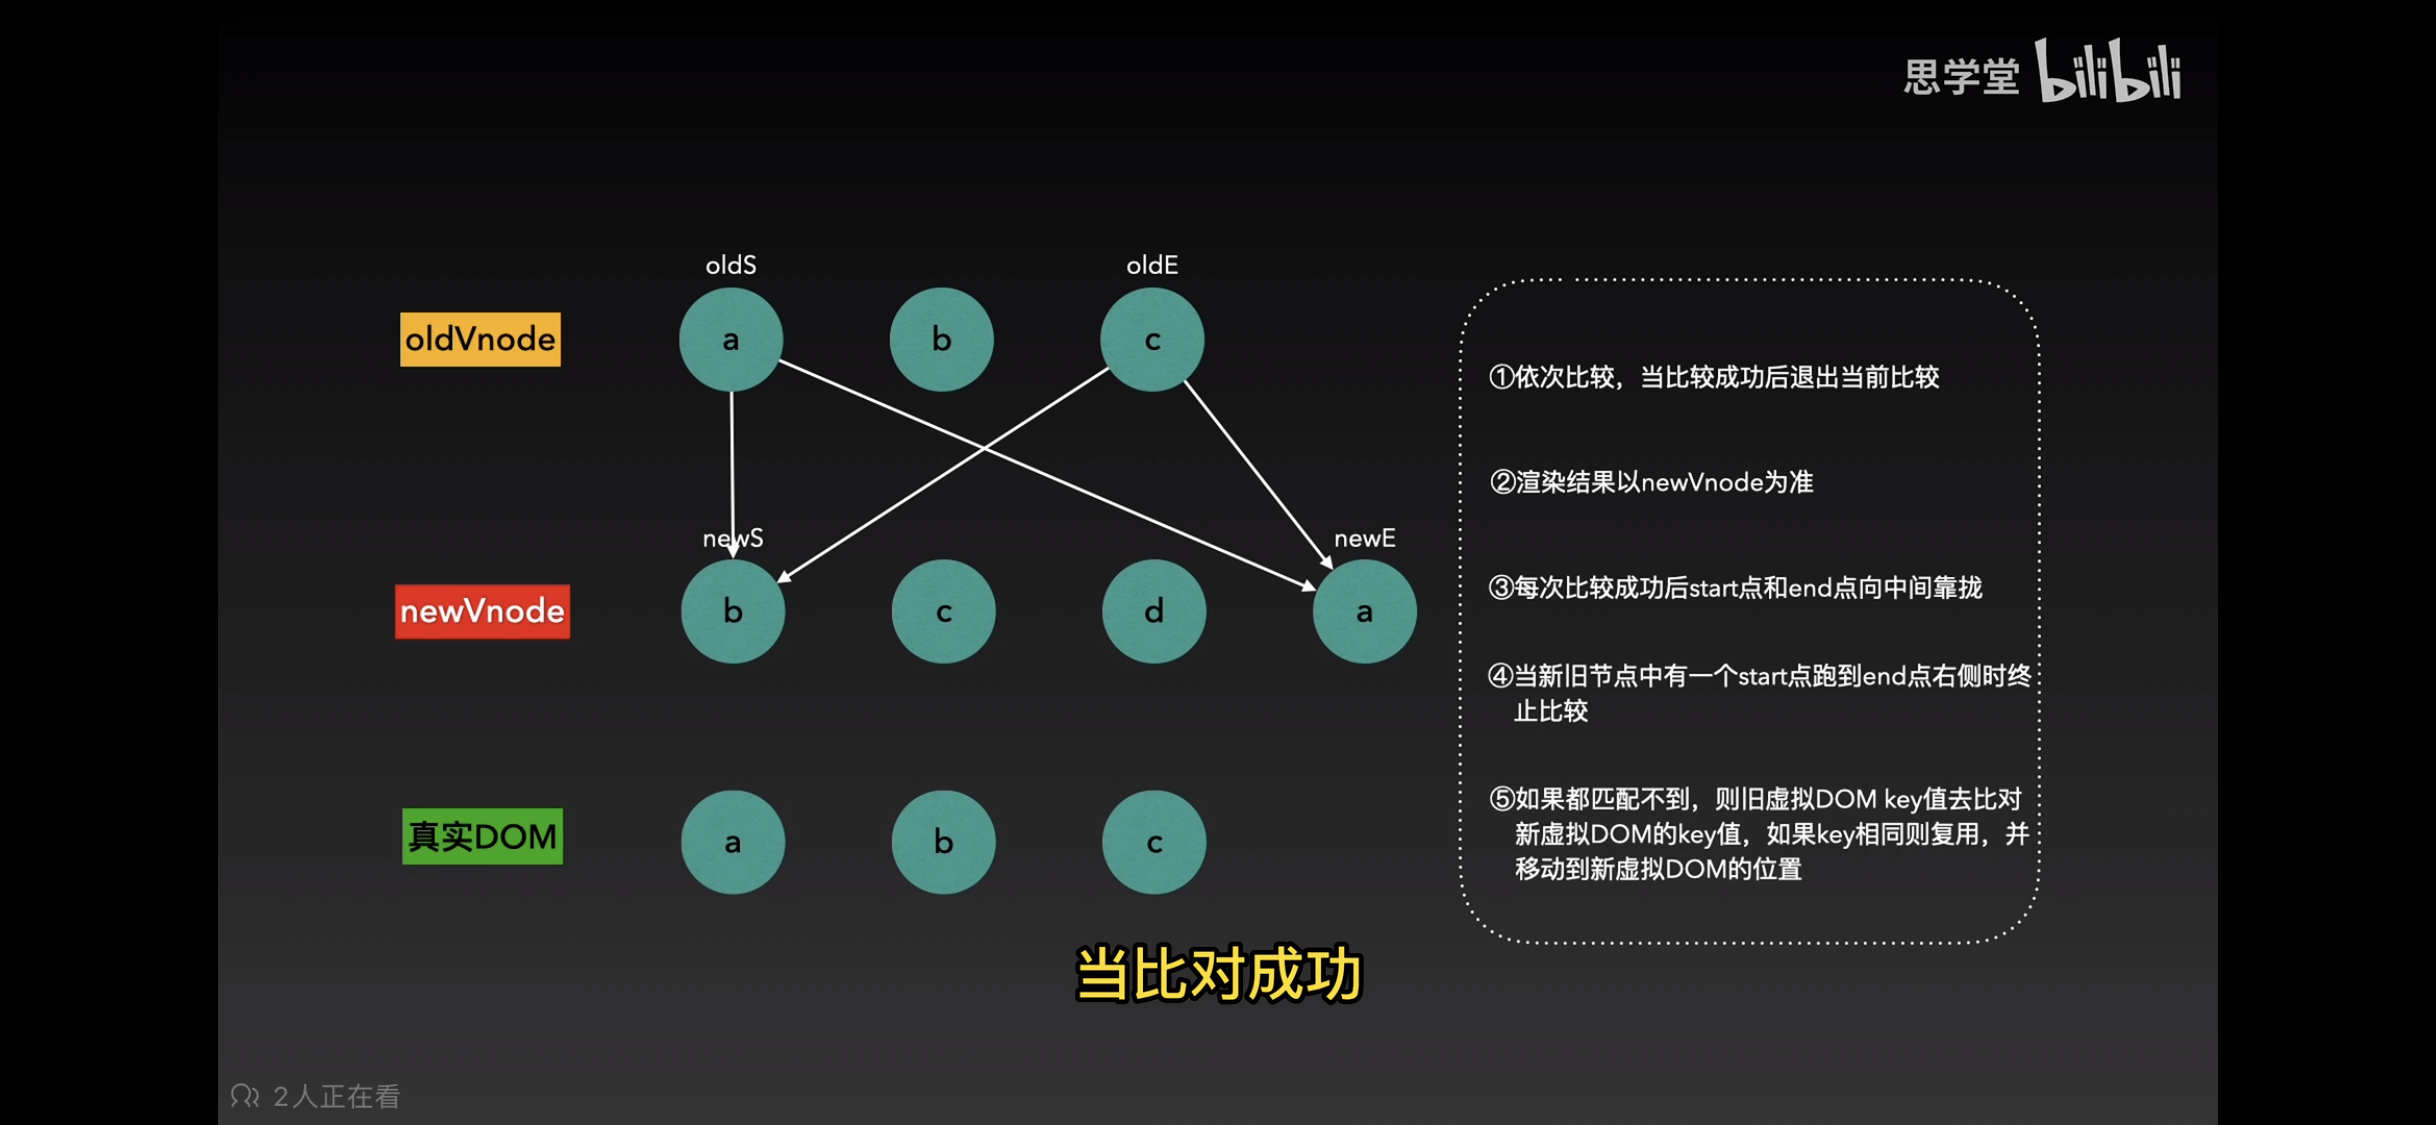 思学堂 bilibili
oldS
oldE
oldVnode
a
b
c
newS
newE
newVnode
b
c
d
a
真实DOM
a
b
c
①依次比较，当比较成功后退出当前比较
②渲染结果以newVnode为准
③每次比较成功后start点和end点向中间靠拢
④当新旧节点中有一个start点跑到end点右侧时终
止比较
⑤如果都匹配不到，则旧虚拟DOM key值去比对
新虚拟DOM的key值，如果key相同则复用，并
移动到新虚拟DOM的位置
当比对成功
2人正在看